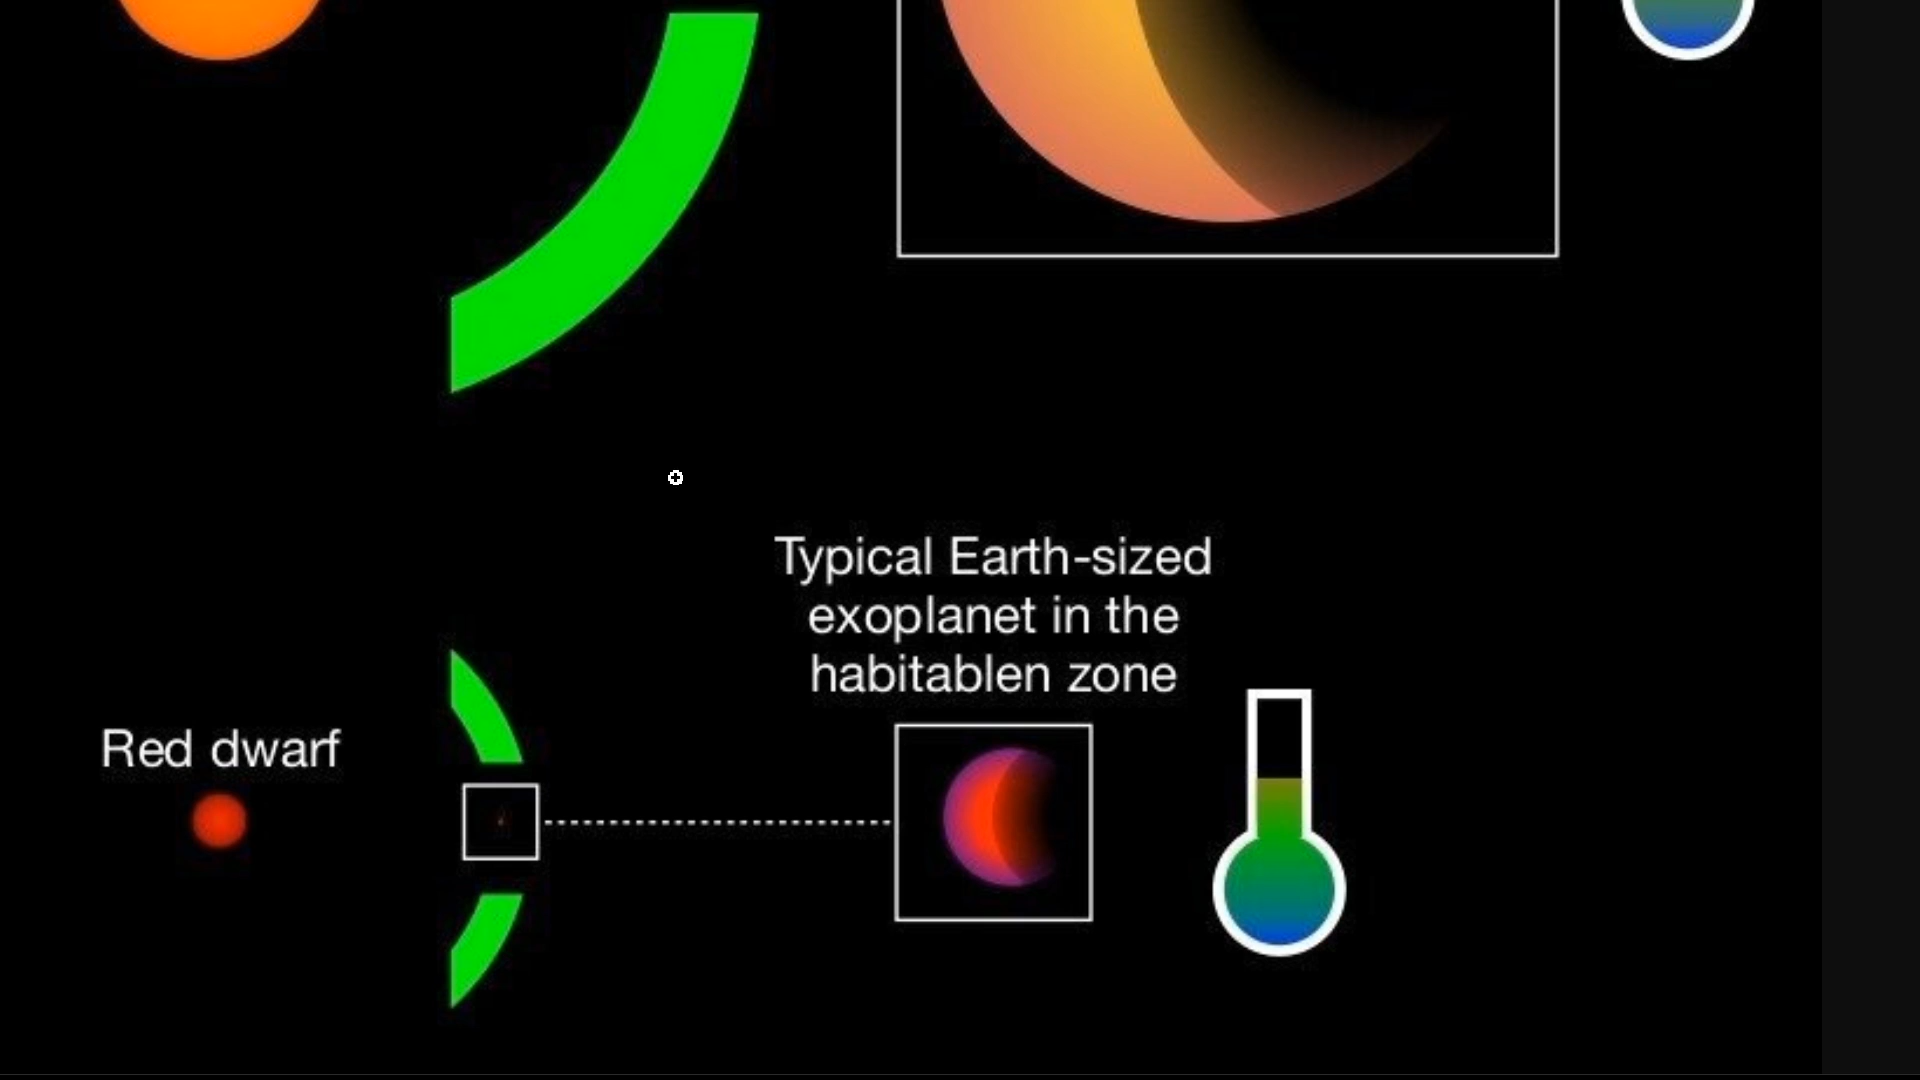 Typical Earth-sized
exoplanet in the
habitablen zone
Red dwarf